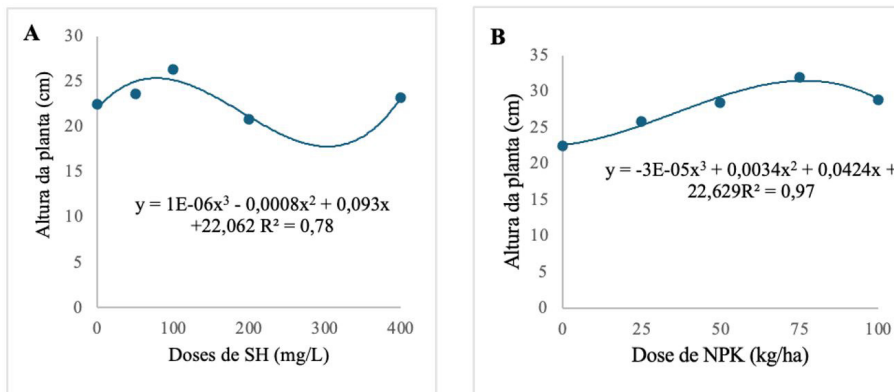 A
30
25
20
15
10
5
0
Altura da planta (cm)
y = 1E-06x³ - 0,0008x² + 0,093x
+22,062 R² = 0,78
0 100 200 300 400
Doses de SH (mg/L)
B
35
30
25
20
15
10
5
0
Altura da planta (cm)
y = -3E-05x³ + 0,0034x² + 0,0424x +
22,629R² = 0,97
0 25 50 75 100
Dose de NPK (kg/ha)